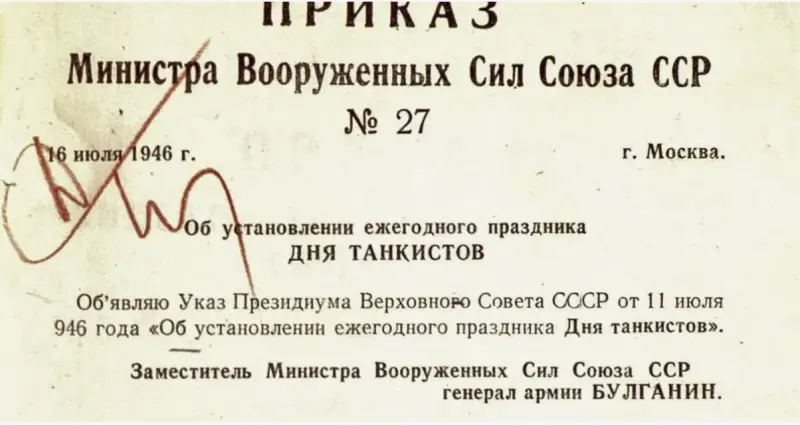 ПРИКАЗ
Министра Вооруженных Сил Союза ССР
№ 27
16 июля 1946 г. г. Москва.
Об установлении ежегодного праздника
ДНЯ ТАНКИСТОВ
Об’являю Указ Президиума Верховного Совета СССР от 11 июля
946 года «Об установлении ежегодного праздника Дня танкистов».
Заместитель Министра Вооруженных Сил Союза ССР
генерал армии БУЛГАНИН.